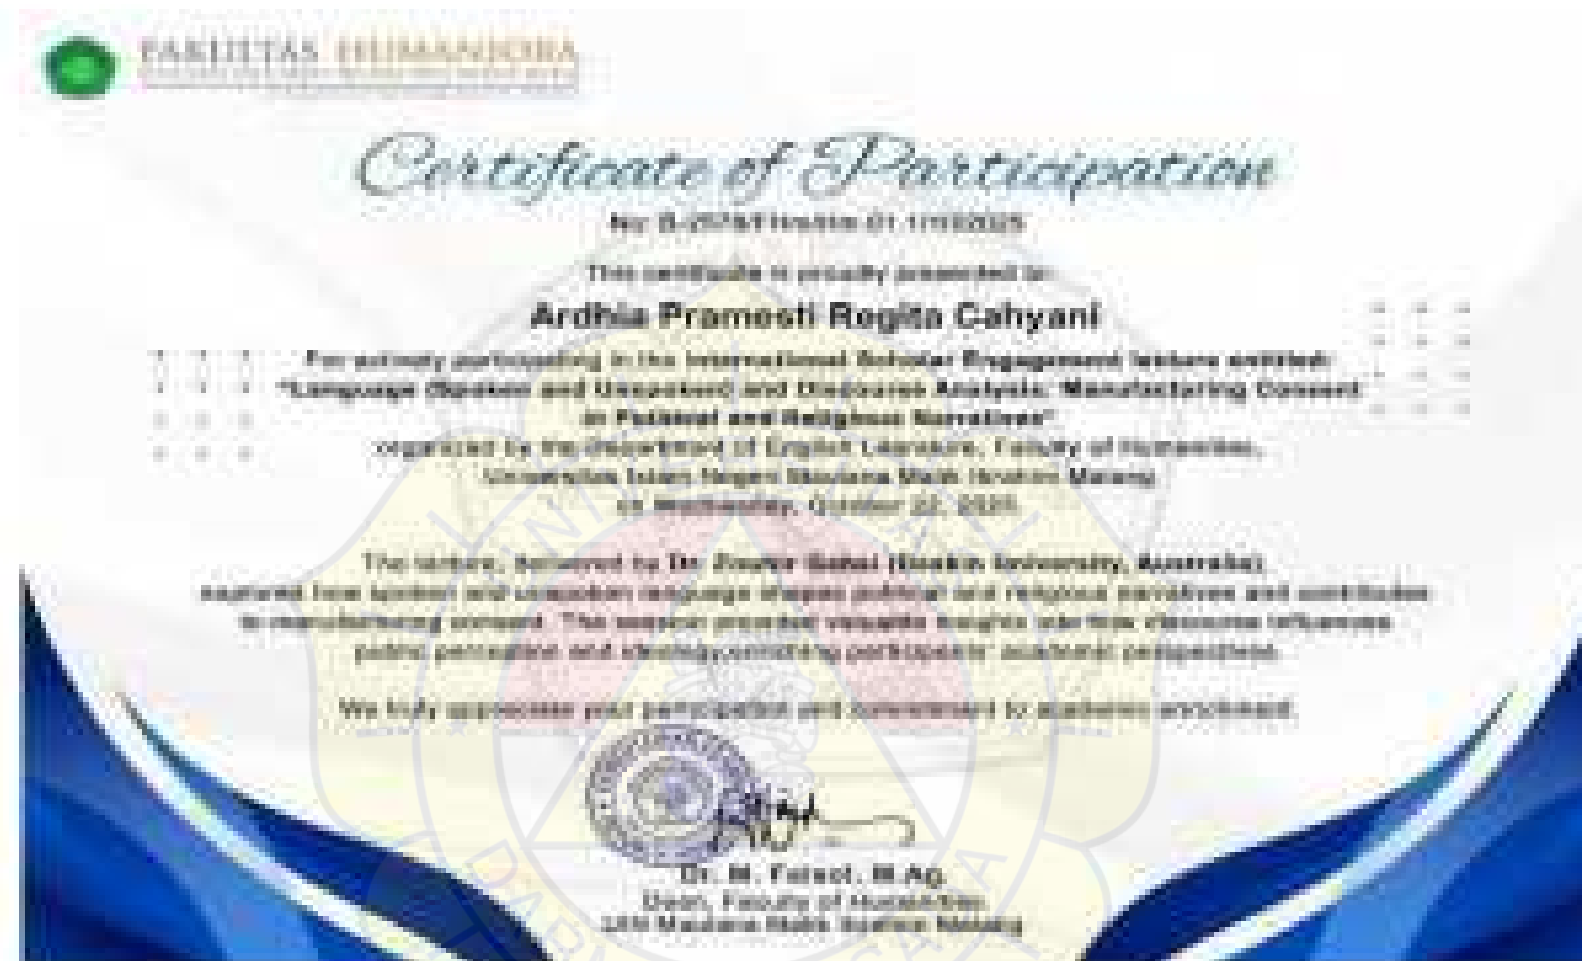 FAKULTAS HUMANIORA
Certificate of Participation
This certificate is proudly presented to:
Ardhia Pramesti Regita Cahyani
For actively participating in the International Scholar Engagement lecture entitled:
"Language (Spoken and Unspoken) and Discourse Analysis: Manufacturing Consent
in Political and Religious Narratives"
organized by the Department of English Literature, Faculty of Humanities,
Universitas Islam Negeri Maulana Malik Ibrahim Malang
on Wednesday, October 22, 2025
The lecture, delivered by Dr. (Deakin University, Australia),
explored how spoken and unspoken language shapes political and religious narratives and contributes
to manufacturing consent. The session provided valuable insights into how discourse influences
public perception and ideology, enriching participants' academic perspectives.
We truly appreciate your participation and commitment to academic enrichment.
Dr. M. Faisol, M.Ag.
Dean, Faculty of Humanities
UIN Maulana Malik Ibrahim Malang
UNIVERSITAS
DARMA